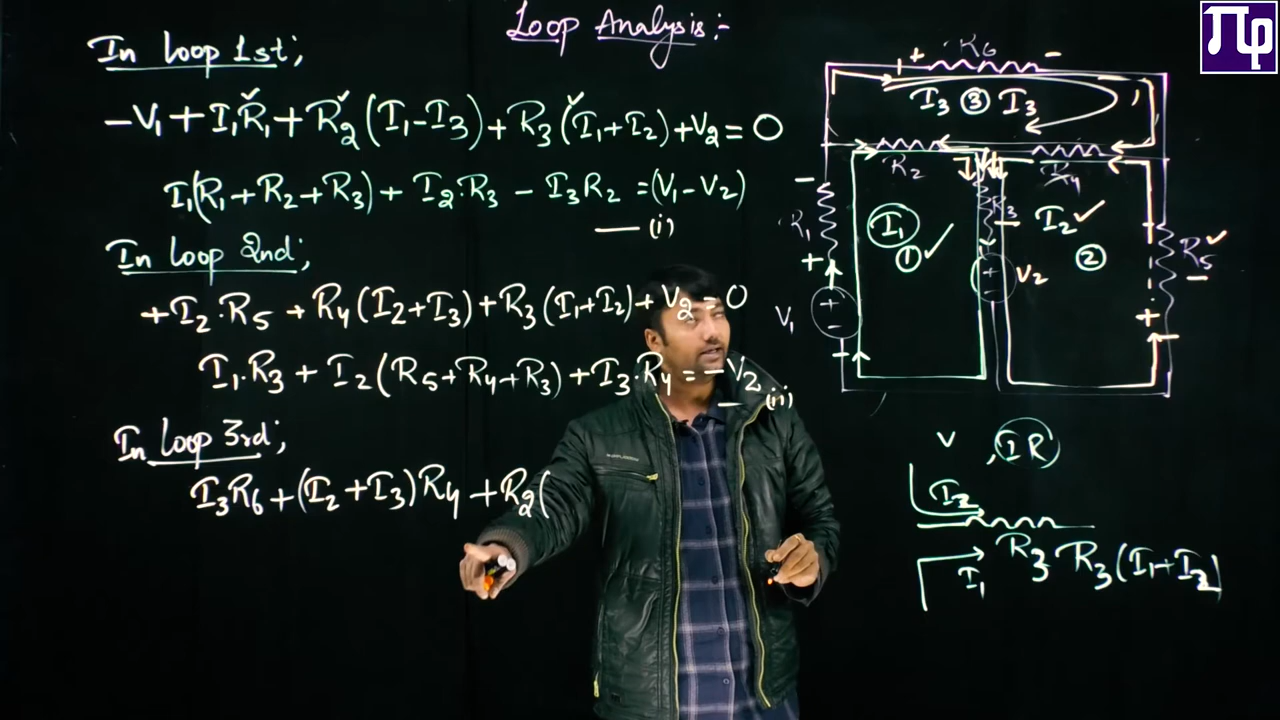 Loop Analysis:-
In loop 1st;
-V₁ + I₁R₁ + R₂(I₁-I₃) + R₃(I₁+I₂) + V₂ = 0
I₁(R₁+R₂+R₃) + I₂·R₃ - I₃R₂ = (V₁-V₂)
— (i)
In loop 2nd;
+I₂·R₅ + R₄(I₂+I₃) + R₃(I₁+I₂) + V₂ = 0
I₁·R₃ + I₂(R₅+R₄+R₃) + I₃·R₄ = -V₂
— (ii)
In loop 3rd;
I₃R₆ + (I₂+I₃)R₄ + R₂(
πφ
+ R₆ -
I₃ ③ I₃
R₂ R₄
- R₁ +
I₁ ①
R₃
I₂ ②
R₅ -
+
V₁ + -
+ - V₂
V , IR
I₂
I₁ R₃ R₃(I₁+I₂)